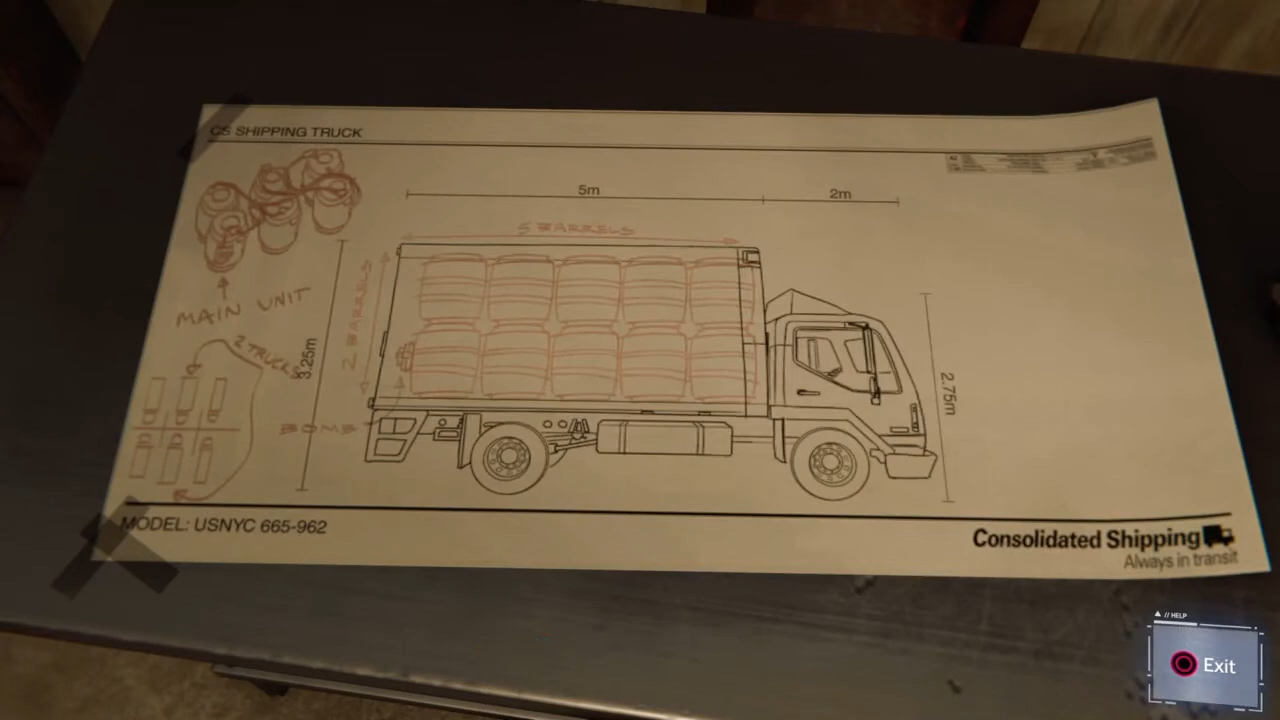 CS SHIPPING TRUCK
5m
2m
5 BARRELS
2 BARRELS
MAIN UNIT
2 TRUCKS
3.25m
2.75m
BOMB
MODEL: USNYC 665-962
Consolidated Shipping
Always in transit
// HELP
Exit